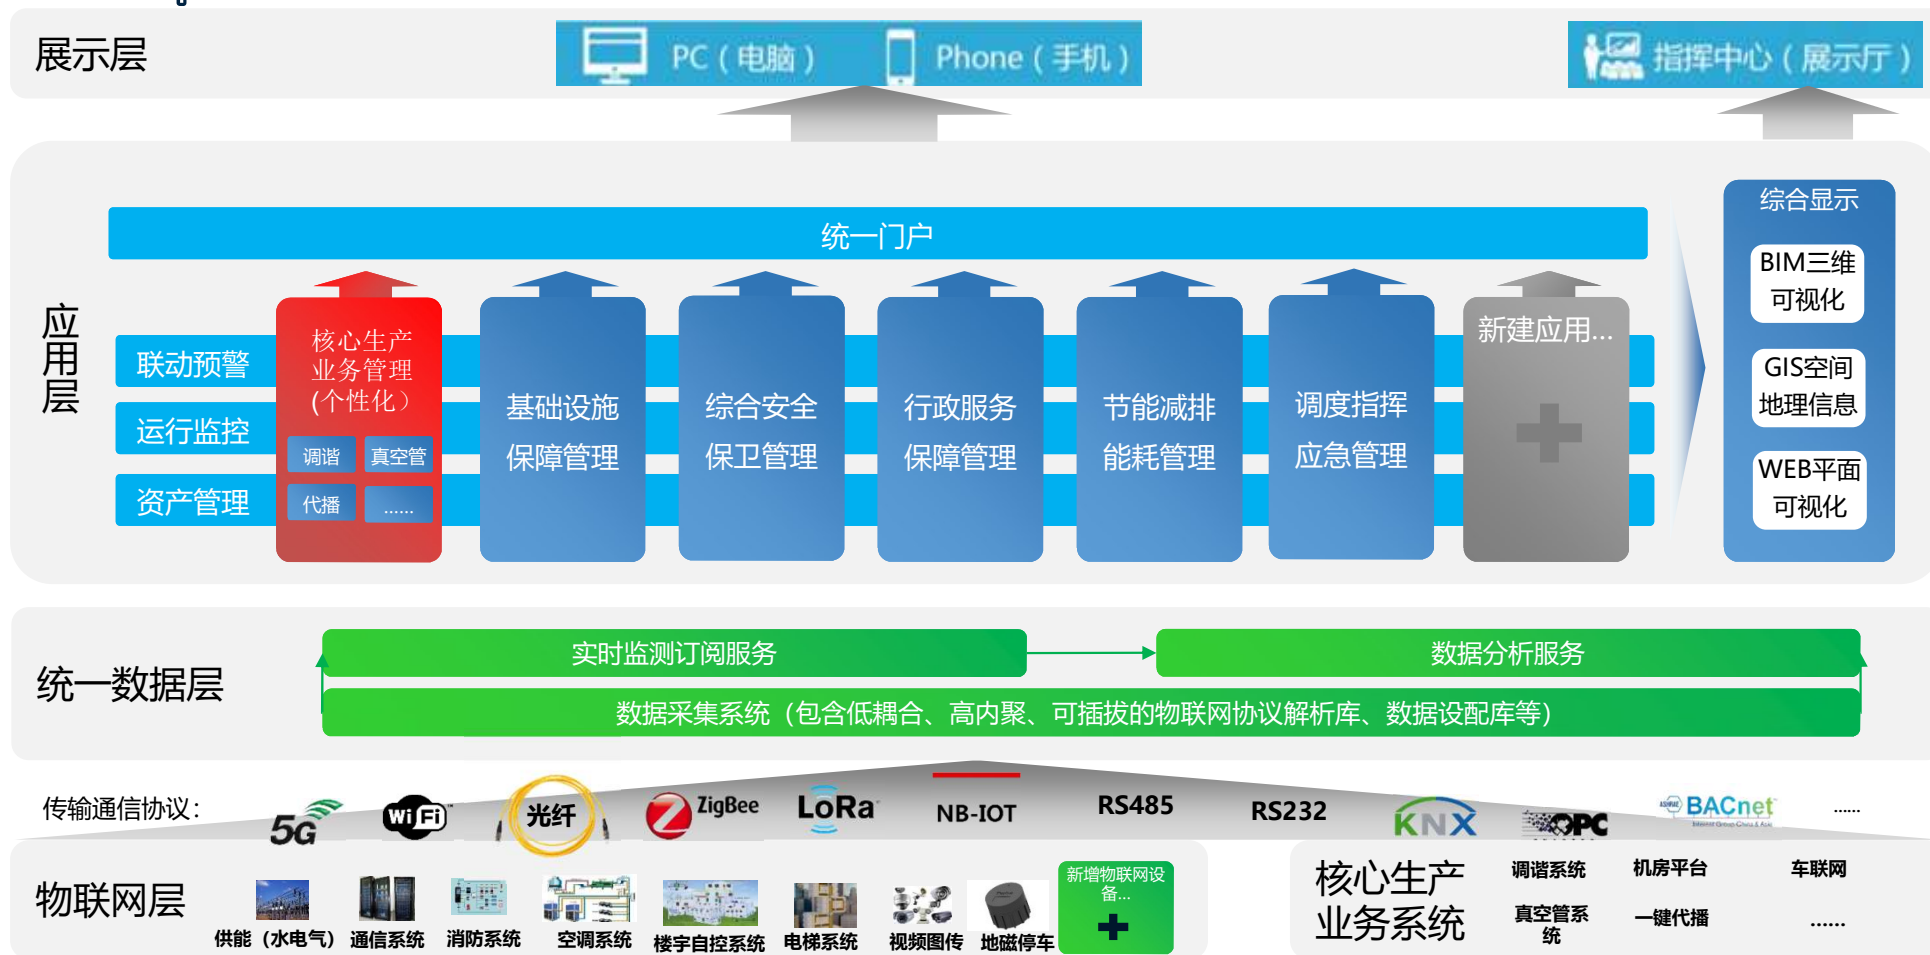 展示层
PC（电脑）
Phone（手机）
指挥中心（展示厅）
应用层
统一门户
联动预警
运行监控
资产管理
核心生产
业务管理
(个性化）
调谐
真空管
代播
......
基础设施
保障管理
综合安全
保卫管理
行政服务
保障管理
节能减排
能耗管理
调度指挥
应急管理
新建应用...
综合显示
BIM三维
可视化
GIS空间
地理信息
WEB平面
可视化
统一数据层
实时监测订阅服务
数据分析服务
数据采集系统（包含低耦合、高内聚、可插拔的物联网协议解析库、数据设配库等）
传输通信协议：
5G
WiFi
光纤
ZigBee
LoRa
NB-IOT
RS485
RS232
KNX
OPC
ASHRAE BACnet
......
物联网层
供能（水电气）
通信系统
消防系统
空调系统
楼宇自控系统
电梯系统
视频图传
地磁停车
新增物联网设
备...
核心生产
业务系统
调谐系统
机房平台
车联网
真空管系
统
一键代播
......